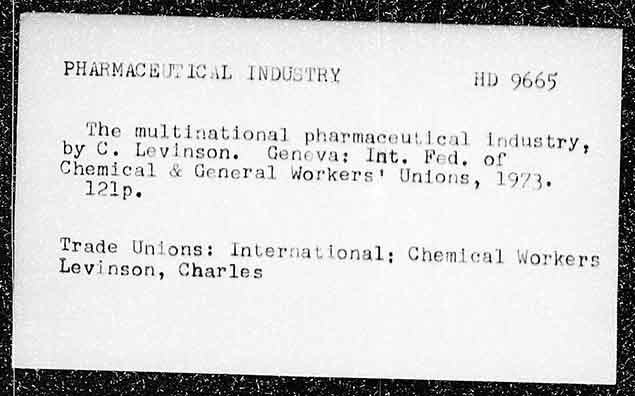 PHARMACEUTICAL INDUSTRY HD 9665
The multinational pharmaceutical industry,
by C. Levinson. Geneva: Int. Fed. of
Chemical & General Workers' Unions, 1973.
121p.
Trade Unions: International: Chemical Workers
Levinson, Charles